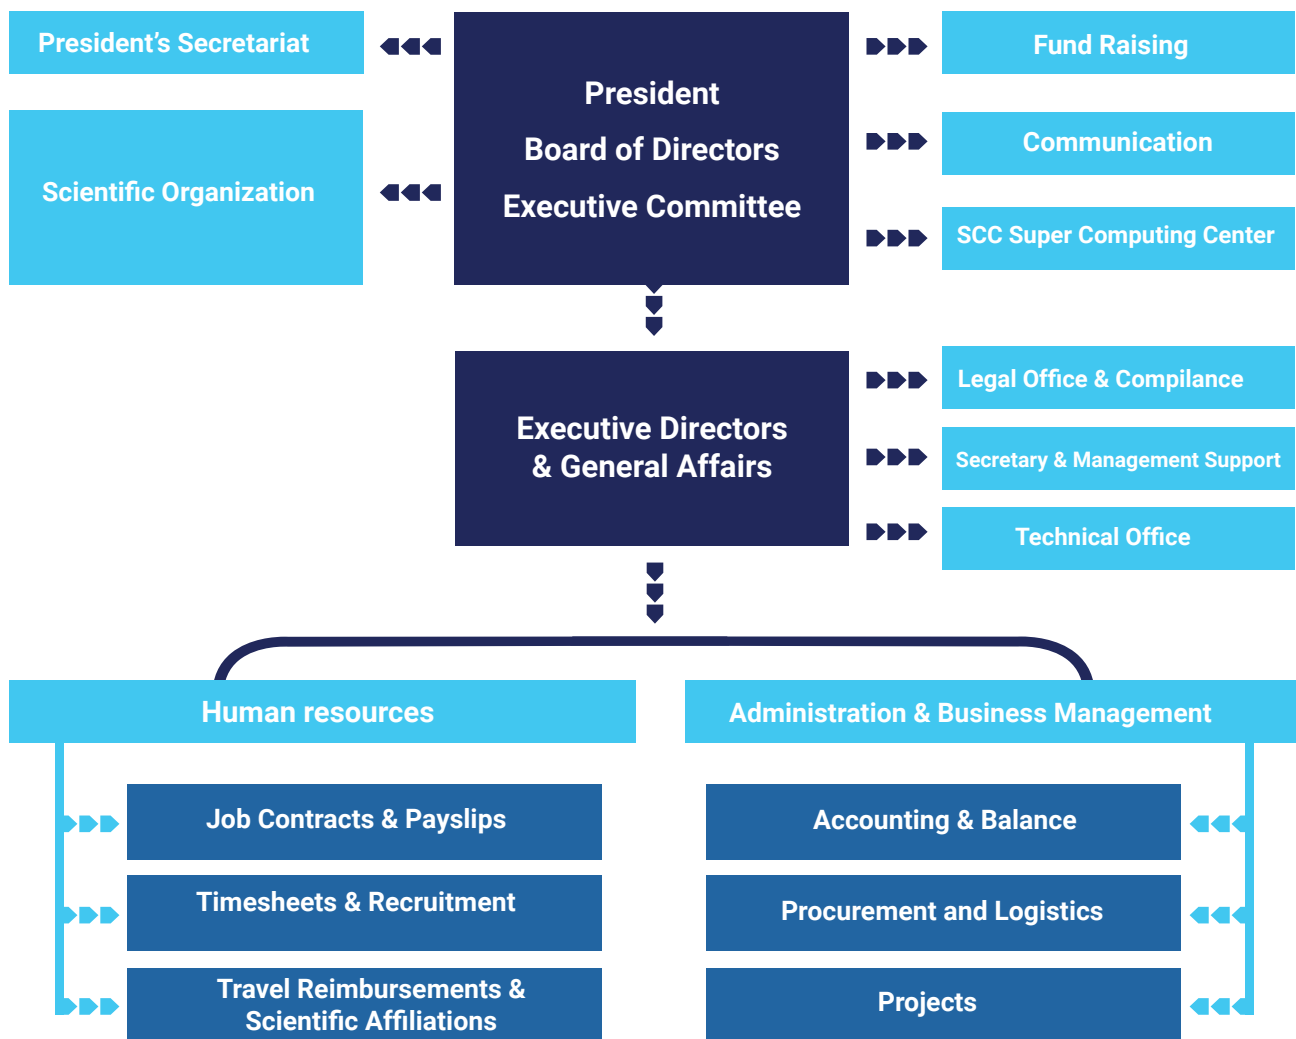 President’s Secretariat
Scientific Organization
President
Board of Directors
Executive Committee
Fund Raising
Communication
SCC Super Computing Center
Executive Directors
& General Affairs
Legal Office & Compilance
Secretary & Management Support
Technical Office
Human resources
Job Contracts & Payslips
Timesheets & Recruitment
Travel Reimbursements &
Scientific Affiliations
Administration & Business Management
Accounting & Balance
Procurement and Logistics
Projects